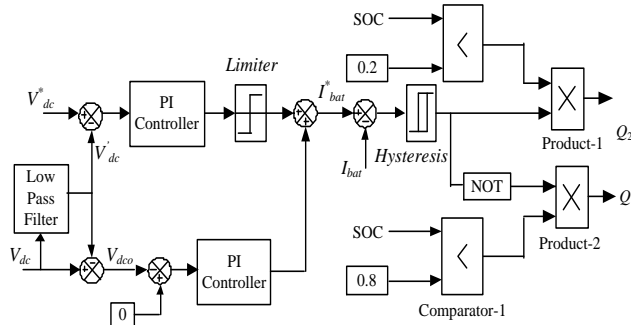 SOC
<
0.2
Limiter
PI
Controller
V*dc
+
−
V'dc
I*bat
+
+
+
−
Ibat
Hysteresis
×
Product-1
Q2
NOT
×
Product-2
Q
Low
Pass
Filter
Vdc
+
−
Vdco
−
+
0
PI
Controller
SOC
<
0.8
Comparator-1